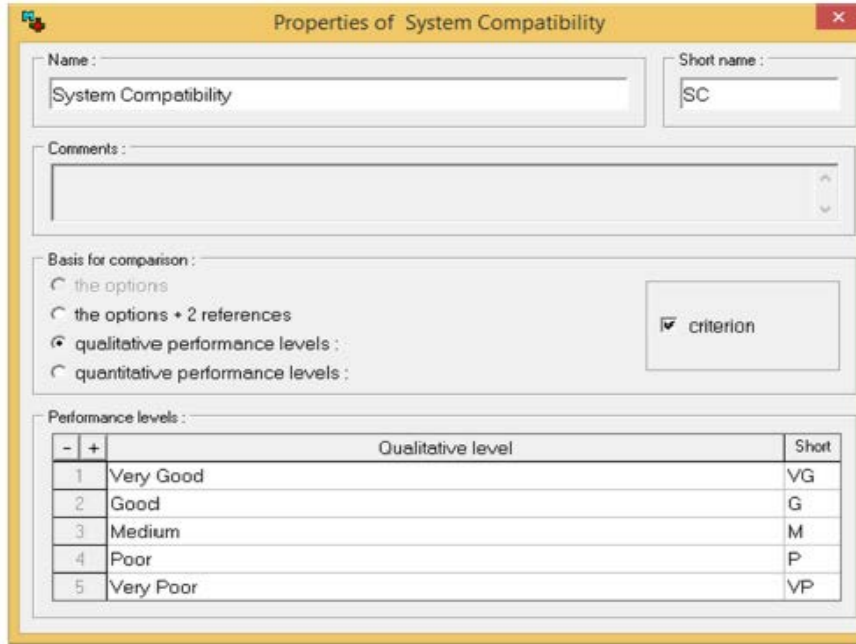 Properties of System Compatibility
Name :
System Compatibility
Short name :
SC
Comments :
Basis for comparison :
the options
the options + 2 references
qualitative performance levels :
quantitative performance levels :
criterion
Performance levels :
- + Qualitative level Short
1 Very Good VG
2 Good G
3 Medium M
4 Poor P
5 Very Poor VP